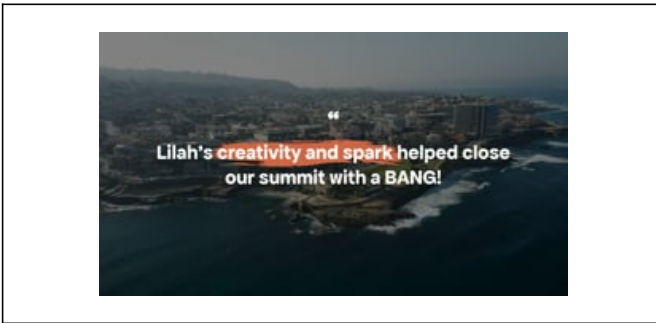 “
Lilah's creativity and spark helped close
our summit with a BANG!